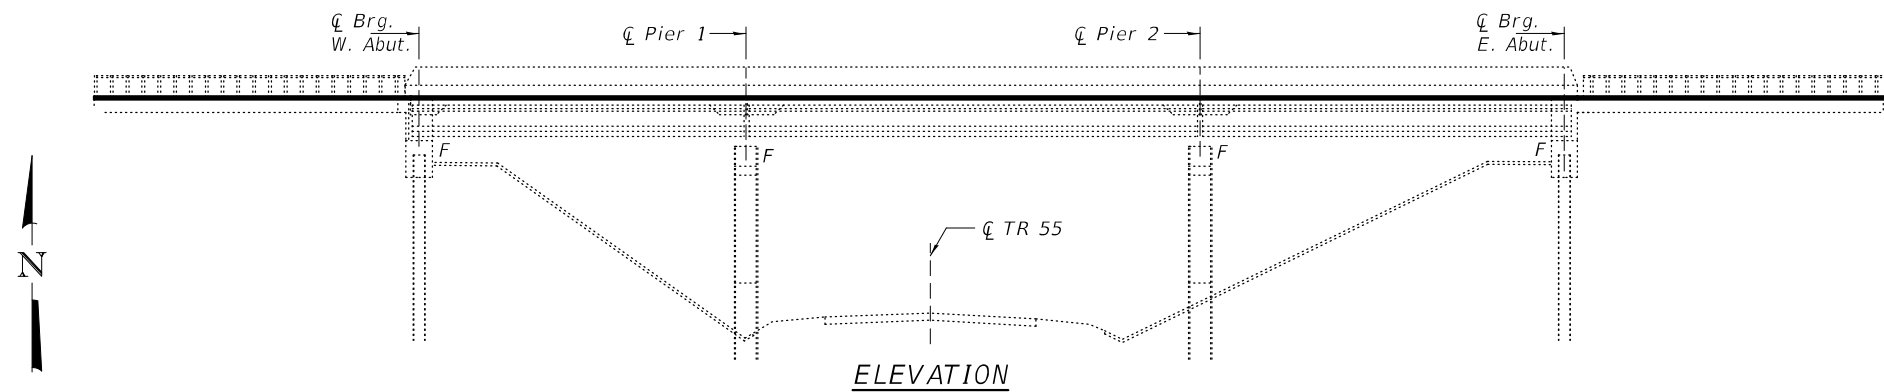 ℄ Brg.
W. Abut.
℄ Pier 1
℄ Pier 2
℄ Brg.
E. Abut.
F
F
F
F
℄ TR 55
N
ELEVATION